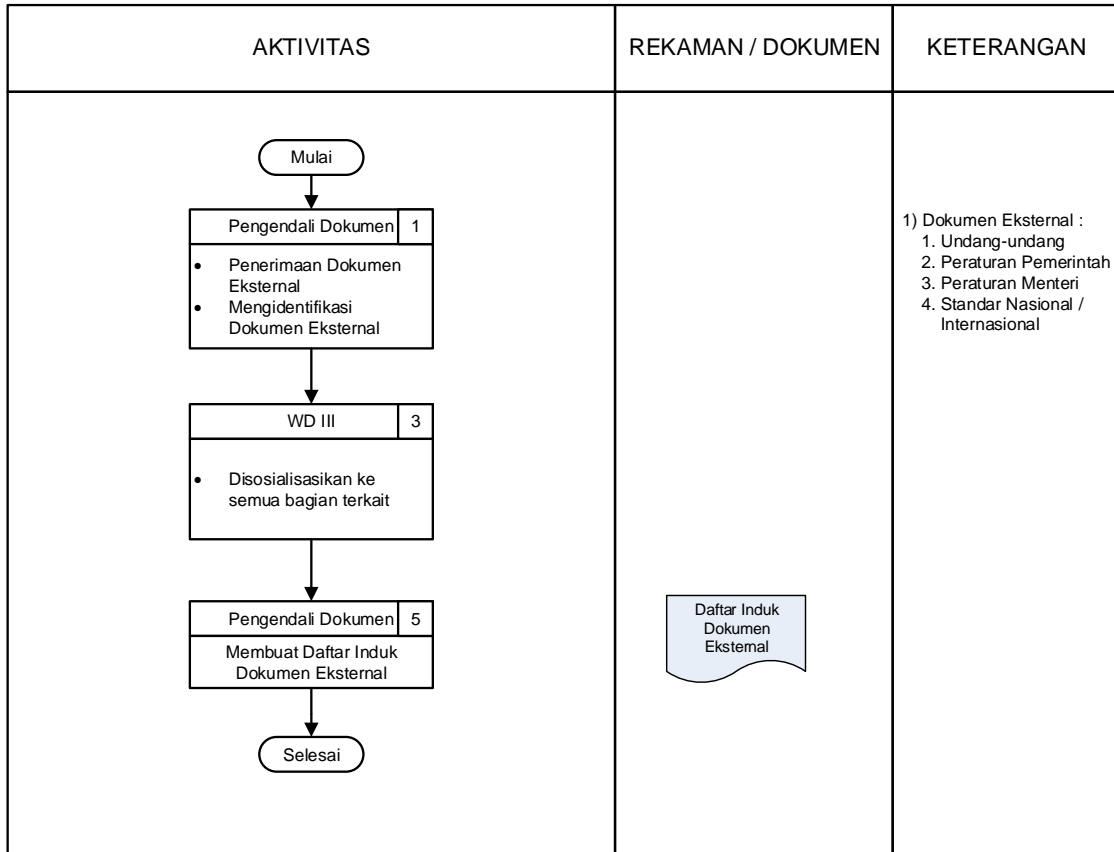 AKTIVITAS
REKAMAN / DOKUMEN
KETERANGAN
Mulai
Pengendali Dokumen 1
• Penerimaan Dokumen
Eksternal
• Mengidentifikasi
Dokumen Eksternal
WD III 3
• Disosialisasikan ke
semua bagian terkait
Pengendali Dokumen 5
Membuat Daftar Induk
Dokumen Eksternal
Selesai
Daftar Induk
Dokumen
Eksternal
1) Dokumen Eksternal :
1. Undang-undang
2. Peraturan Pemerintah
3. Peraturan Menteri
4. Standar Nasional /
Internasional